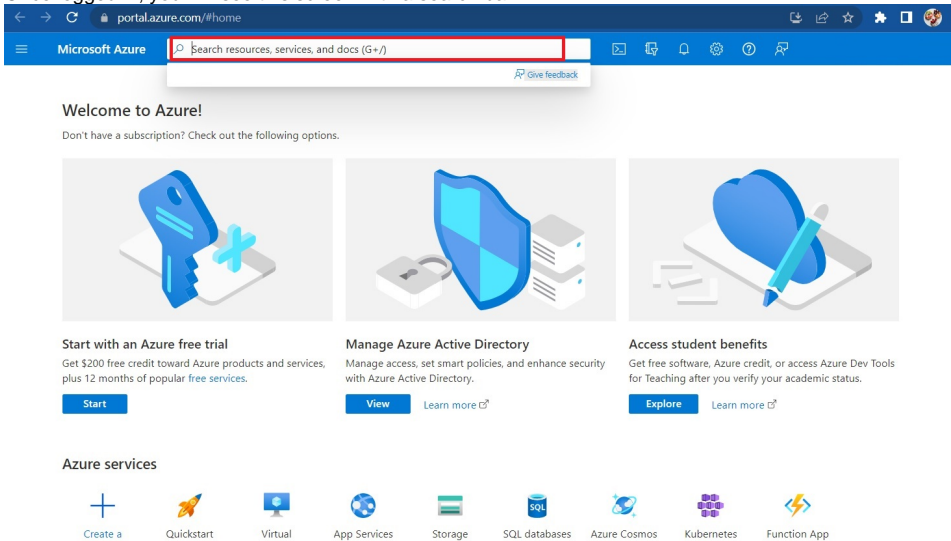 portal.azure.com/#home
Microsoft Azure
Search resources, services, and docs (G+/)
Give feedback
Welcome to Azure!
Don't have a subscription? Check out the following options.
Start with an Azure free trial
Get $200 free credit toward Azure products and services,
plus 12 months of popular free services.
Start
Manage Azure Active Directory
Manage access, set smart policies, and enhance security
with Azure Active Directory.
View
Learn more
Access student benefits
Get free software, Azure credit, or access Azure Dev Tools
for Teaching after you verify your academic status.
Explore
Learn more
Azure services
SQL
Create a
Quickstart
Virtual
App Services
Storage
SQL databases
Azure Cosmos
Kubernetes
Function App